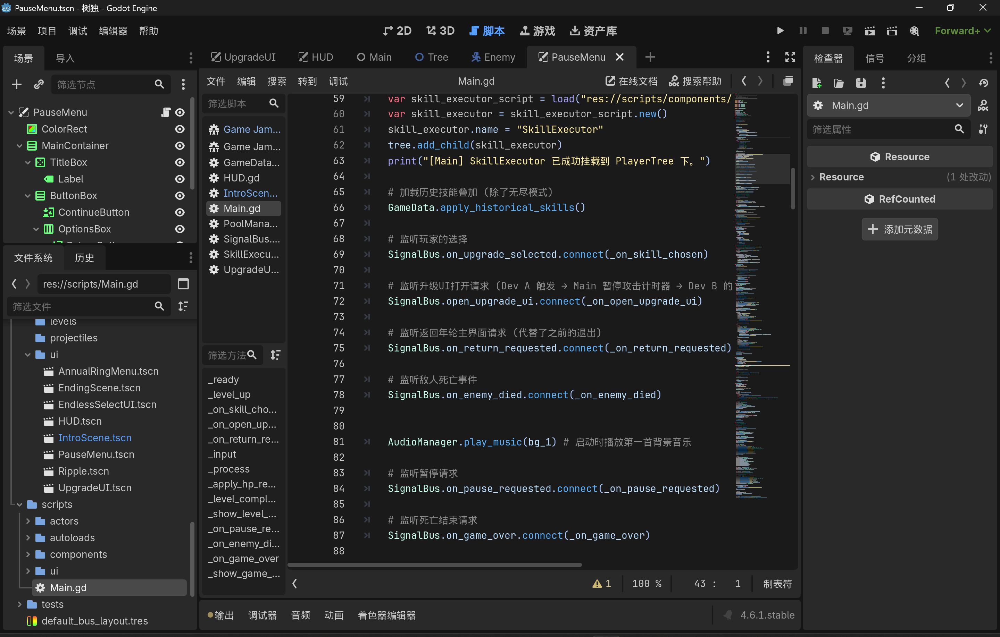 PauseMenu.tscn - 树独 - Godot Engine
场景 项目 调试 编辑器 帮助
2D 3D 脚本 游戏 资产库
Forward+
场景 导入
筛选节点
PauseMenu
ColorRect
MainContainer
TitleBox
Label
ButtonBox
ContinueButton
OptionsBox
文件系统 历史
res://scripts/Main.gd
筛选文件
levels
projectiles
ui
AnnualRingMenu.tscn
EndingScene.tscn
EndlessSelectUI.tscn
HUD.tscn
IntroScene.tscn
PauseMenu.tscn
Ripple.tscn
UpgradeUI.tscn
scripts
actors
autoloads
components
ui
Main.gd
tests
default_bus_layout.tres
UpgradeUI HUD Main Tree Enemy PauseMenu
文件 编辑 搜索 转到 调试
Main.gd
在线文档 搜索帮助
筛选脚本
Game Jam...
Game Jam...
GameData...
HUD.gd
IntroScen...
Main.gd
PoolMana...
SignalBus....
SkillExecu...
UpgradeU...
筛选方法
_ready
_level_up
_on_skill_cho...
_on_open_up...
_on_return_re...
_input
_process
_apply_hp_re...
_level_compl...
_show_level_...
_on_pause_re...
_on_enemy_di...
_on_game_over
_show_game_...
59 var skill_executor_script = load("res://scripts/components/
60 var skill_executor = skill_executor_script.new()
61 skill_executor.name = "SkillExecutor"
62 tree.add_child(skill_executor)
63 print("[Main] SkillExecutor 已成功挂载到 PlayerTree 下。")
64
65 # 加载历史技能叠加（除了无尽模式）
66 GameData.apply_historical_skills()
67
68 # 监听玩家的选择
69 SignalBus.on_upgrade_selected.connect(_on_skill_chosen)
70
71 # 监听升级UI打开请求（Dev A 触发 → Main 暂停攻击计时器 → Dev B 的
72 SignalBus.open_upgrade_ui.connect(_on_open_upgrade_ui)
73
74 # 监听返回年轮主界面请求（代替了之前的退出）
75 SignalBus.on_return_requested.connect(_on_return_requested)
76
77 # 监听敌人死亡事件
78 SignalBus.on_enemy_died.connect(_on_enemy_died)
79
80
81 AudioManager.play_music(bg_1) # 启动时播放第一首背景音乐
82
83 # 监听暂停请求
84 SignalBus.on_pause_requested.connect(_on_pause_requested)
85
86 # 监听死亡结束请求
87 SignalBus.on_game_over.connect(_on_game_over)
88
1 100 % 43 : 1 制表符
输出 调试器 音频 动画 着色器编辑器
4.6.1.stable
检查器 信号 分组
Main.gd
筛选属性
Resource
Resource (1 处改动)
RefCounted
添加元数据